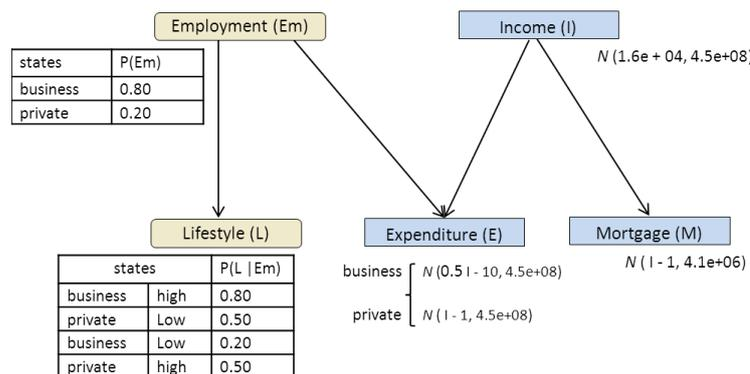 Employment (Em)
Income (I)
N (1.6e + 04, 4.5e+08)
states P(Em)
business 0.80
private 0.20
Lifestyle (L)
Expenditure (E)
Mortgage (M)
states P(L |Em)
business high 0.80
private Low 0.50
business Low 0.20
private high 0.50
business N (0.5 I - 10, 4.5e+08)
private N ( I - 1, 4.5e+08)
N ( I - 1, 4.1e+06)